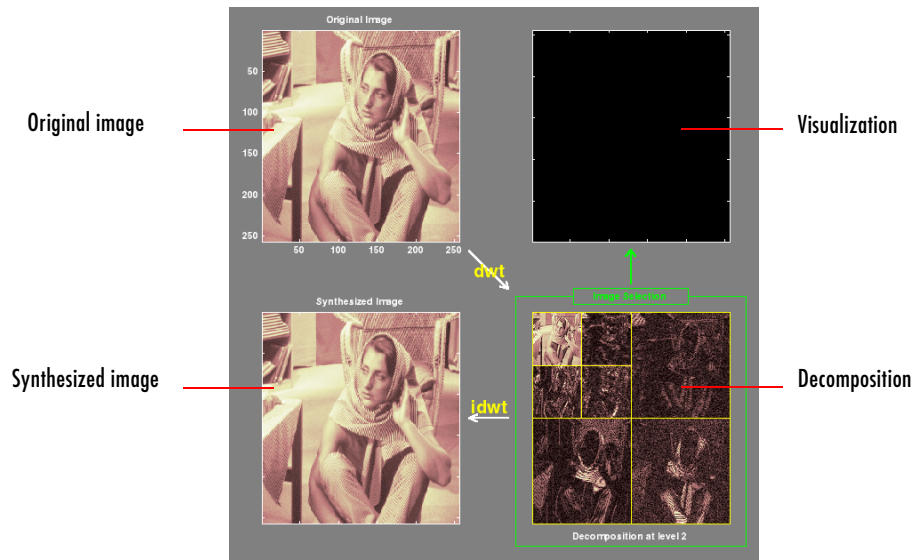 Original Image
50
100
150
200
250
50 100 150 200 250
Original image
Visualization
dwt
Image Selection
Synthesized Image
Synthesized image
idwt
Decomposition
Decomposition at level 2